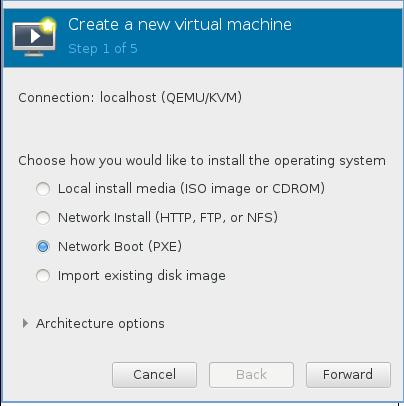 Create a new virtual machine
Step 1 of 5
Connection: localhost (QEMU/KVM)
Choose how you would like to install the operating system
Local install media (ISO image or CDROM)
Network Install (HTTP, FTP, or NFS)
Network Boot (PXE)
Import existing disk image
Architecture options
Cancel Back Forward